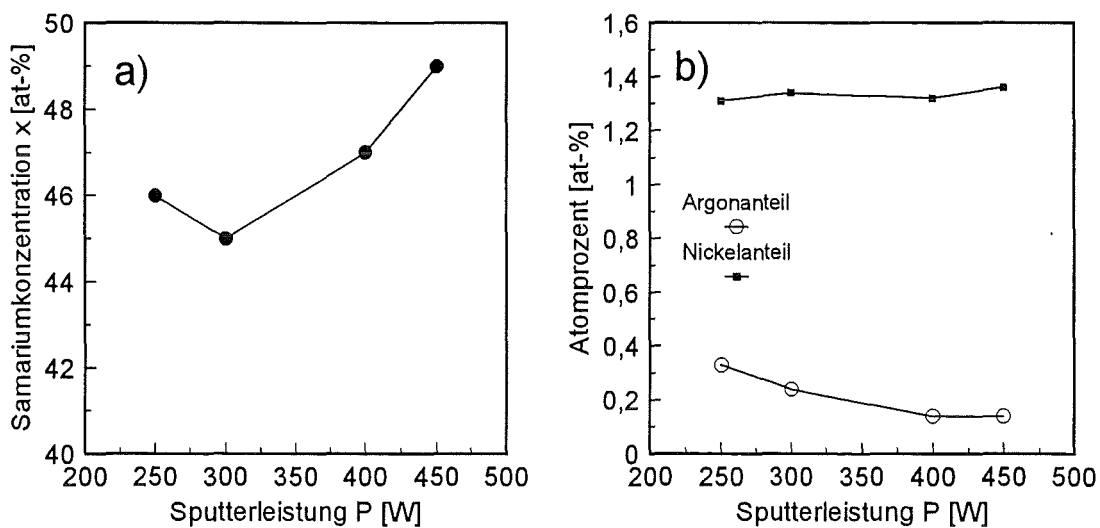 a)
Samariumkonzentration x [at-%]
50
48
46
44
42
40
200 250 300 350 400 450 500
Sputterleistung P [W]
b)
Atomprozent [at-%]
1,6
1,4
1,2
1
0,8
0,6
0,4
0,2
0
Argonanteil
Nickelanteil
200 250 300 350 400 450 500
Sputterleistung P [W]